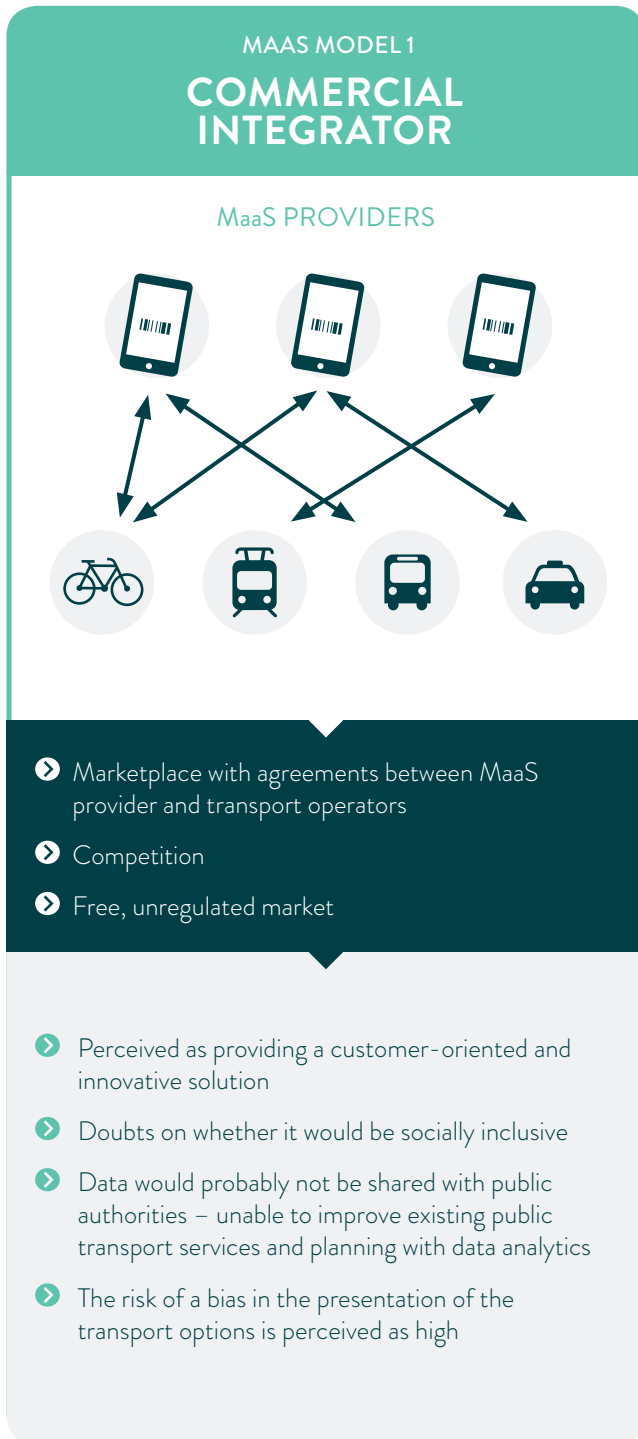 MAAS MODEL 1
COMMERCIAL
INTEGRATOR
MaaS PROVIDERS
Marketplace with agreements between MaaS
provider and transport operators
Competition
Free, unregulated market
Perceived as providing a customer-oriented and
innovative solution
Doubts on whether it would be socially inclusive
Data would probably not be shared with public
authorities – unable to improve existing public
transport services and planning with data analytics
The risk of a bias in the presentation of the
transport options is perceived as high